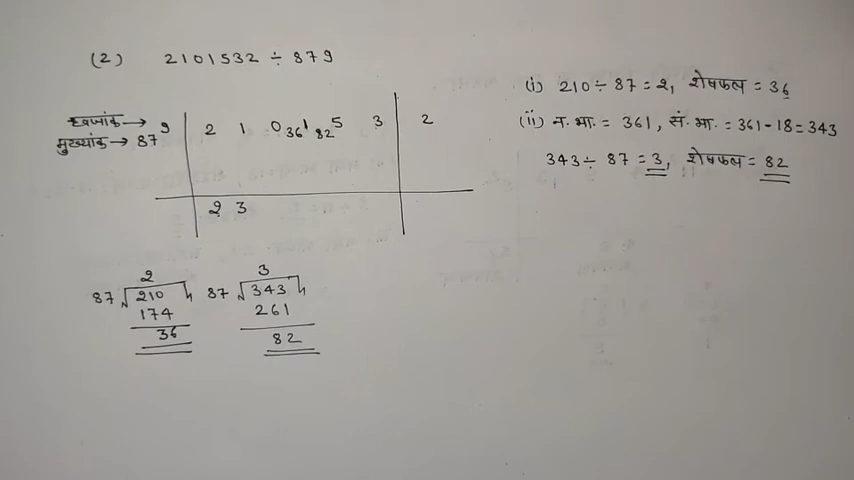 (2) 2101532 ÷ 879
ध्वजांक → 9
मुख्यांक → 87
2 1 0 36 1 82 5 3 2
2 3
(i) 210 ÷ 87 = 2, शेषफल = 36
(ii) न. भा. = 361, सं. भा. = 361 - 18 = 343
343 ÷ 87 = 3, शेषफल = 82
2
87 210
174
36
3
87 343
261
82